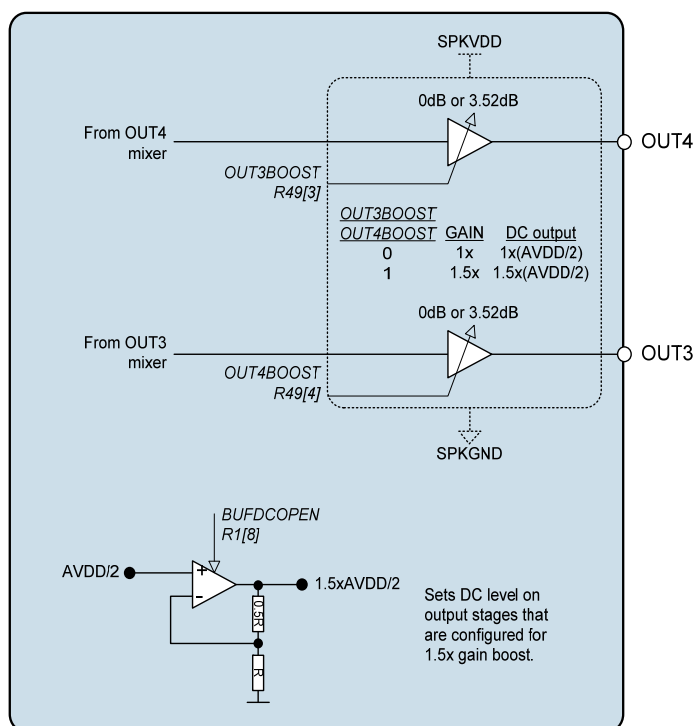 SPKVDD
0dB or 3.52dB
From OUT4
mixer
OUT4
OUT3BOOST
R49[3]
OUT3BOOST
OUT4BOOST GAIN DC output
0 1x 1x(AVDD/2)
1 1.5x 1.5x(AVDD/2)
0dB or 3.52dB
From OUT3
mixer
OUT3
OUT4BOOST
R49[4]
SPKGND
BUFDCOPEN
R1[8]
AVDD/2
+
-
1.5xAVDD/2
0.5R
R
Sets DC level on
output stages that
are configured for
1.5x gain boost.